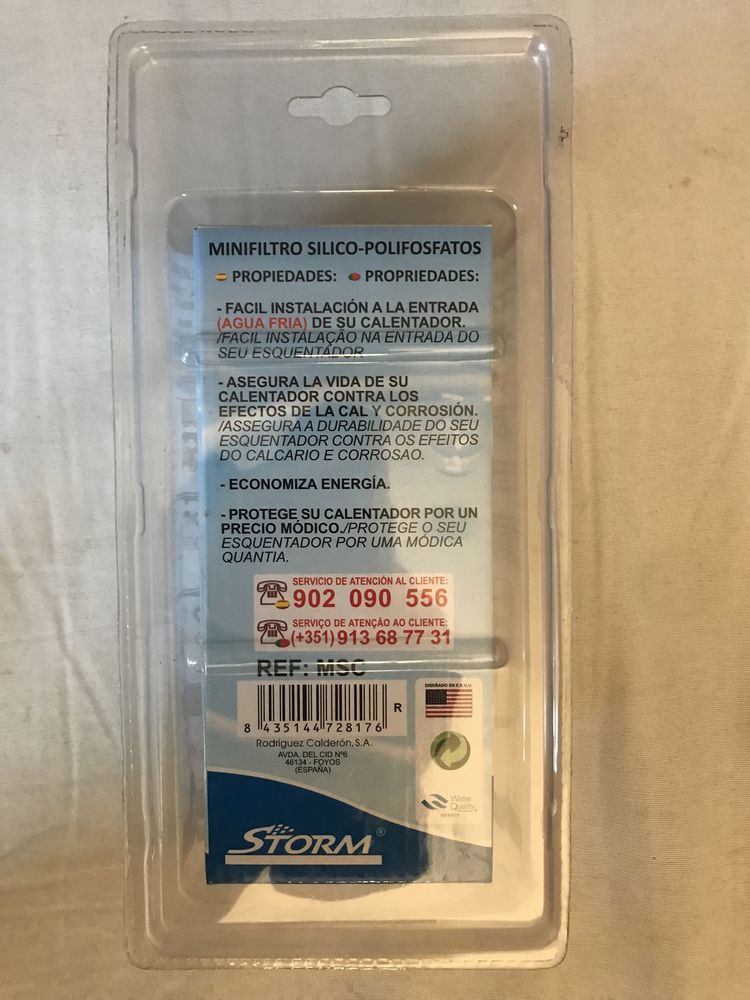 MINIFILTRO SILICO-POLIFOSFATOS
PROPIEDADES: PROPRIEDADES:
- FACIL INSTALACIÓN A LA ENTRADA
(AGUA FRIA) DE SU CALENTADOR.
/FACIL INSTALAÇÃO NA ENTRADA DO
SEU ESQUENTADOR
- ASEGURA LA VIDA DE SU
CALENTADOR CONTRA LOS
EFECTOS DE LA CAL Y CORROSIÓN.
/ASSEGURA A DURABILIDADE DO SEU
ESQUENTADOR CONTRA OS EFEITOS
DO CALCARIO E CORROSAO.
- ECONOMIZA ENERGÍA.
- PROTEGE SU CALENTADOR POR UN
PRECIO MÓDICO./PROTEGE O SEU
ESQUENTADOR POR UMA MÓDICA
QUANTIA.
SERVICIO DE ATENCIÓN AL CLIENTE:
902 090 556
SERVIÇO DE ATENÇÃO AO CLIENTE:
(+351) 913 68 77 31
REF: MSC
DISEÑADO EN E.E.U.U.
R
8 435144 728176
Rodríguez Calderón, S.A.
AVDA. DEL CID Nº6
46134 - FOYOS
(ESPAÑA)
Water
Quality
MEMBER
STORM ®